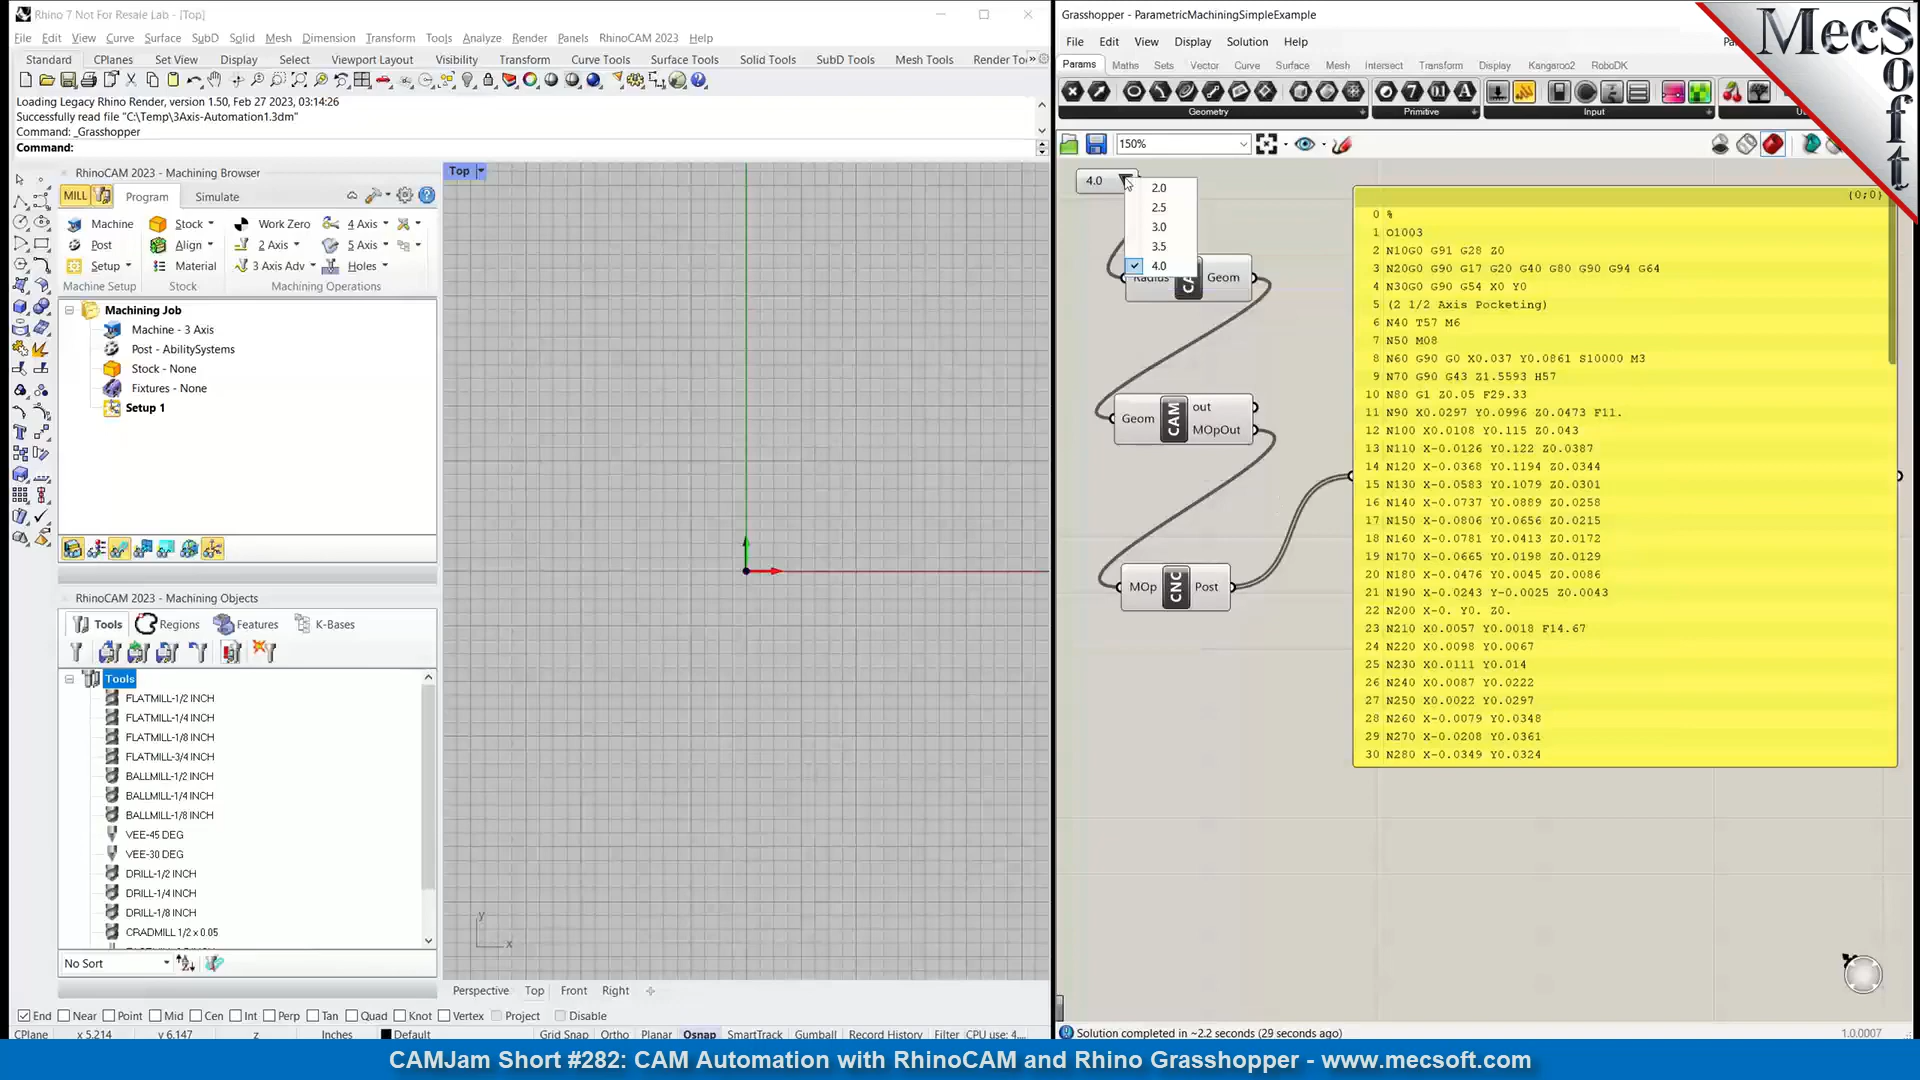 Rhino 7 Not For Resale Lab - [Top]
File Edit View Curve Surface SubD Solid Mesh Dimension Transform Tools Analyze Render Panels RhinoCAM 2023 Help
Standard CPlanes Set View Display Select Viewport Layout Visibility Transform Curve Tools Surface Tools Solid Tools SubD Tools Mesh Tools Render To
Loading Legacy Rhino Render, version 1.50, Feb 27 2023, 03:14:26
Successfully read file "C:\Temp\3Axis-Automation1.3dm"
Command: _Grasshopper
Command:
RhinoCAM 2023 - Machining Browser
MILL Program Simulate
Machine Stock Work Zero 4 Axis
Post Align 2 Axis 5 Axis
Setup Material 3 Axis Adv Holes
Machine Setup Stock Machining Operations
Machining Job
Machine - 3 Axis
Post - AbilitySystems
Stock - None
Fixtures - None
Setup 1
RhinoCAM 2023 - Machining Objects
Tools Regions Features K-Bases
Tools
FLATMILL-1/2 INCH
FLATMILL-1/4 INCH
FLATMILL-1/8 INCH
FLATMILL-3/4 INCH
BALLMILL-1/2 INCH
BALLMILL-1/4 INCH
BALLMILL-1/8 INCH
VEE-45 DEG
VEE-30 DEG
DRILL-1/2 INCH
DRILL-1/4 INCH
DRILL-1/8 INCH
CRADMILL 1/2 x 0.05
No Sort
Top
y
x
Perspective Top Front Right
End Near Point Mid Cen Int Perp Tan Quad Knot Vertex Project Disable
CPlane x 5.214 y 6.147 z Inches Default Grid Snap Ortho Planar Osnap SmartTrack Gumball Record History Filter CPU use: 4...
Grasshopper - ParametricMachiningSimpleExample
File Edit View Display Solution Help
Params Maths Sets Vector Curve Surface Mesh Intersect Transform Display Kangaroo2 RoboDK
Geometry Primitive Input
150%
4.0
2.0
2.5
3.0
3.5
4.0
Radius Geom
Geom CAM out
MOpOut
MOp CNC Post
{0;0}
0 %
1 O1003
2 N10G0 G91 G28 Z0
3 N20G0 G90 G17 G20 G40 G80 G90 G94 G64
4 N30G0 G90 G54 X0 Y0
5 (2 1/2 Axis Pocketing)
6 N40 T57 M6
7 N50 M08
8 N60 G90 G0 X0.037 Y0.0861 S10000 M3
9 N70 G90 G43 Z1.5593 H57
10 N80 G1 Z0.05 F29.33
11 N90 X0.0297 Y0.0996 Z0.0473 F11.
12 N100 X0.0108 Y0.115 Z0.043
13 N110 X-0.0126 Y0.122 Z0.0387
14 N120 X-0.0368 Y0.1194 Z0.0344
15 N130 X-0.0583 Y0.1079 Z0.0301
16 N140 X-0.0737 Y0.0889 Z0.0258
17 N150 X-0.0806 Y0.0656 Z0.0215
18 N160 X-0.0781 Y0.0413 Z0.0172
19 N170 X-0.0665 Y0.0198 Z0.0129
20 N180 X-0.0476 Y0.0045 Z0.0086
21 N190 X-0.0243 Y-0.0025 Z0.0043
22 N200 X-0. Y0. Z0.
23 N210 X0.0057 Y0.0018 F14.67
24 N220 X0.0098 Y0.0067
25 N230 X0.0111 Y0.014
26 N240 X0.0087 Y0.0222
27 N250 X0.0022 Y0.0297
28 N260 X-0.0079 Y0.0348
29 N270 X-0.0208 Y0.0361
30 N280 X-0.0349 Y0.0324
Solution completed in ~2.2 seconds (29 seconds ago)
1.0.0007
MecSoft
CAMJam Short #282: CAM Automation with RhinoCAM and Rhino Grasshopper - www.mecsoft.com